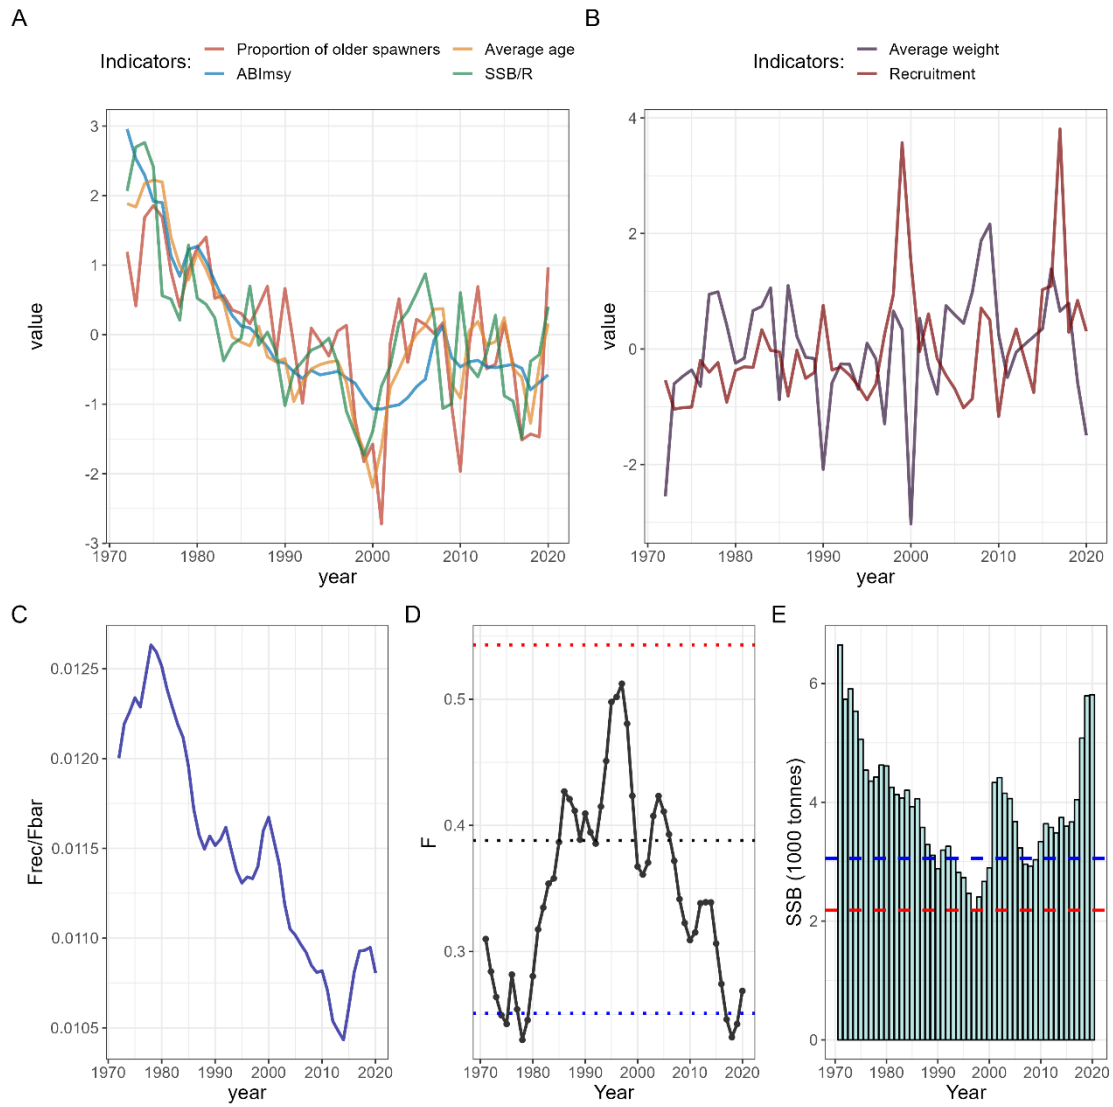 A
Indicators:
Proportion of older spawners
Average age
ABImsy
SSB/R
value
3
2
1
0
-1
-2
-3
1970 1980 1990 2000 2010 2020
year
B
Indicators:
Average weight
Recruitment
value
4
2
0
-2
1970 1980 1990 2000 2010 2020
year
C
Frec/Fbar
0.0125
0.0120
0.0115
0.0110
0.0105
1970 1980 1990 2000 2010 2020
year
D
F
0.5
0.4
0.3
1970 1980 1990 2000 2010 2020
Year
E
SSB (1000 tonnes)
6
4
2
0
1970 1980 1990 2000 2010 2020
Year